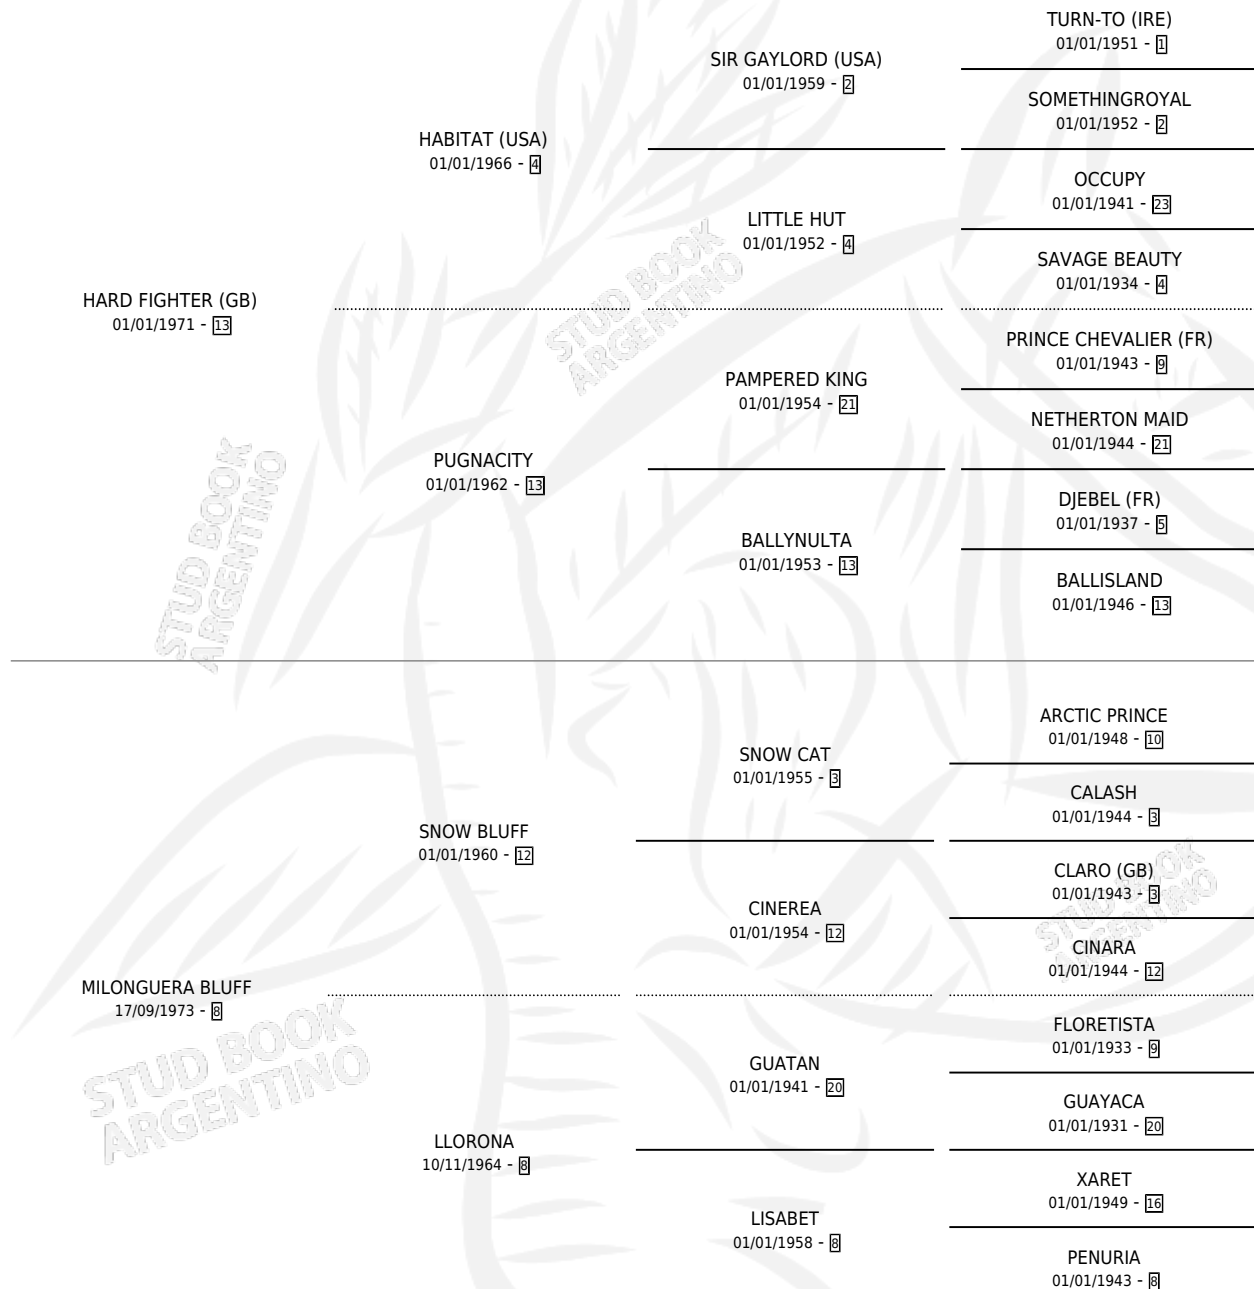 TURN-TO (IRE)
01/01/1951 - 1
SIR GAYLORD (USA)
01/01/1959 - 2
SOMETHINGROYAL
01/01/1952 - 2
HABITAT (USA)
01/01/1966 - 4
OCCUPY
01/01/1941 - 23
LITTLE HUT
01/01/1952 - 4
SAVAGE BEAUTY
01/01/1934 - 4
HARD FIGHTER (GB)
01/01/1971 - 13
PRINCE CHEVALIER (FR)
01/01/1943 - 9
PAMPERED KING
01/01/1954 - 21
NETHERTON MAID
01/01/1944 - 21
PUGNACITY
01/01/1962 - 13
DJEBEL (FR)
01/01/1937 - 5
BALLYNULTA
01/01/1953 - 13
BALLISLAND
01/01/1946 - 13
ARCTIC PRINCE
01/01/1948 - 10
SNOW CAT
01/01/1955 - 3
CALASH
01/01/1944 - 3
SNOW BLUFF
01/01/1960 - 12
CLARO (GB)
01/01/1943 - 3
CINEREA
01/01/1954 - 12
CINARA
01/01/1944 - 12
MILONGUERA BLUFF
17/09/1973 - 8
FLORETISTA
01/01/1933 - 9
GUATAN
01/01/1941 - 20
GUAYACA
01/01/1931 - 20
LLORONA
10/11/1964 - 8
XARET
01/01/1949 - 16
LISABET
01/01/1958 - 8
PENURIA
01/01/1943 - 8
STUD BOOK
ARGENTINO
STUD BOOK
ARGENTINO
STUD BOOK
ARGENTINO
STUD BOOK
ARGENTINO